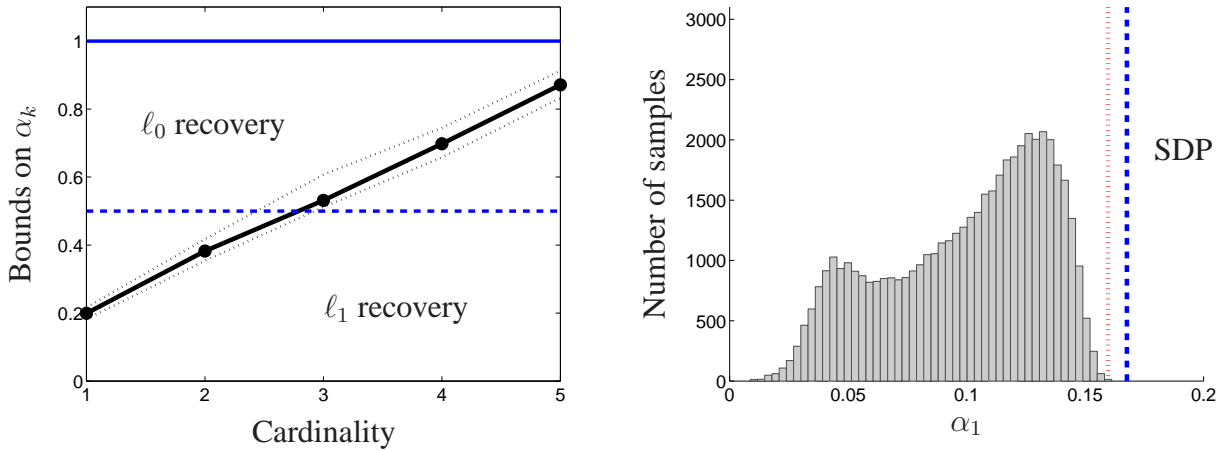 Bounds on αk
1
0.8
0.6
0.4
0.2
0
ℓ0 recovery
ℓ1 recovery
1 2 3 4 5
Cardinality
Number of samples
3000
2500
2000
1500
1000
500
0
SDP
0 0.05 0.1 0.15 0.2
α1